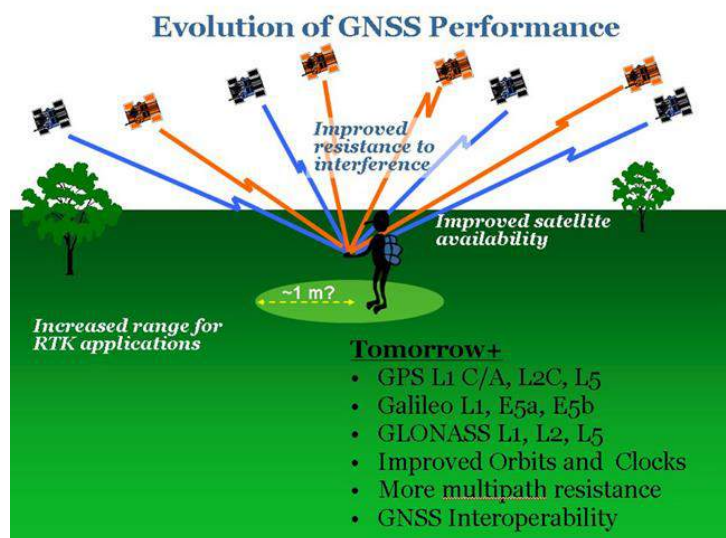 Evolution of GNSS Performance
Improved
resistance to
interference
Improved satellite
availability
~1 m?
Increased range for
RTK applications
Tomorrow+
• GPS L1 C/A, L2C, L5
• Galileo L1, E5a, E5b
• GLONASS L1, L2, L5
• Improved Orbits and Clocks
• More multipath resistance
• GNSS Interoperability